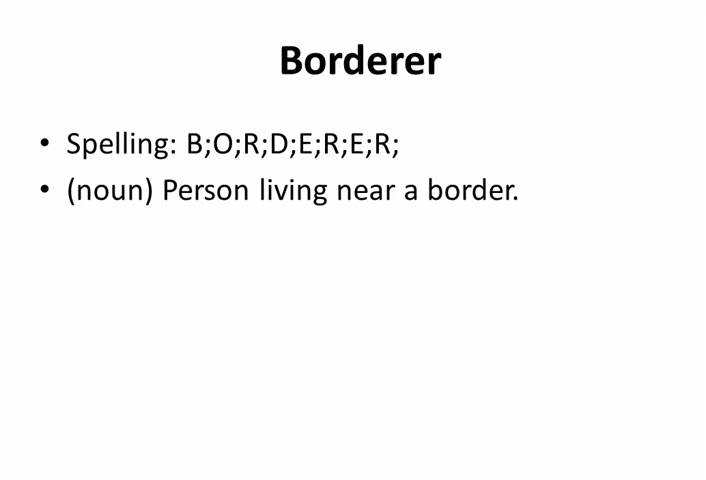 Borderer
• Spelling: B;O;R;D;E;R;E;R;
• (noun) Person living near a border.